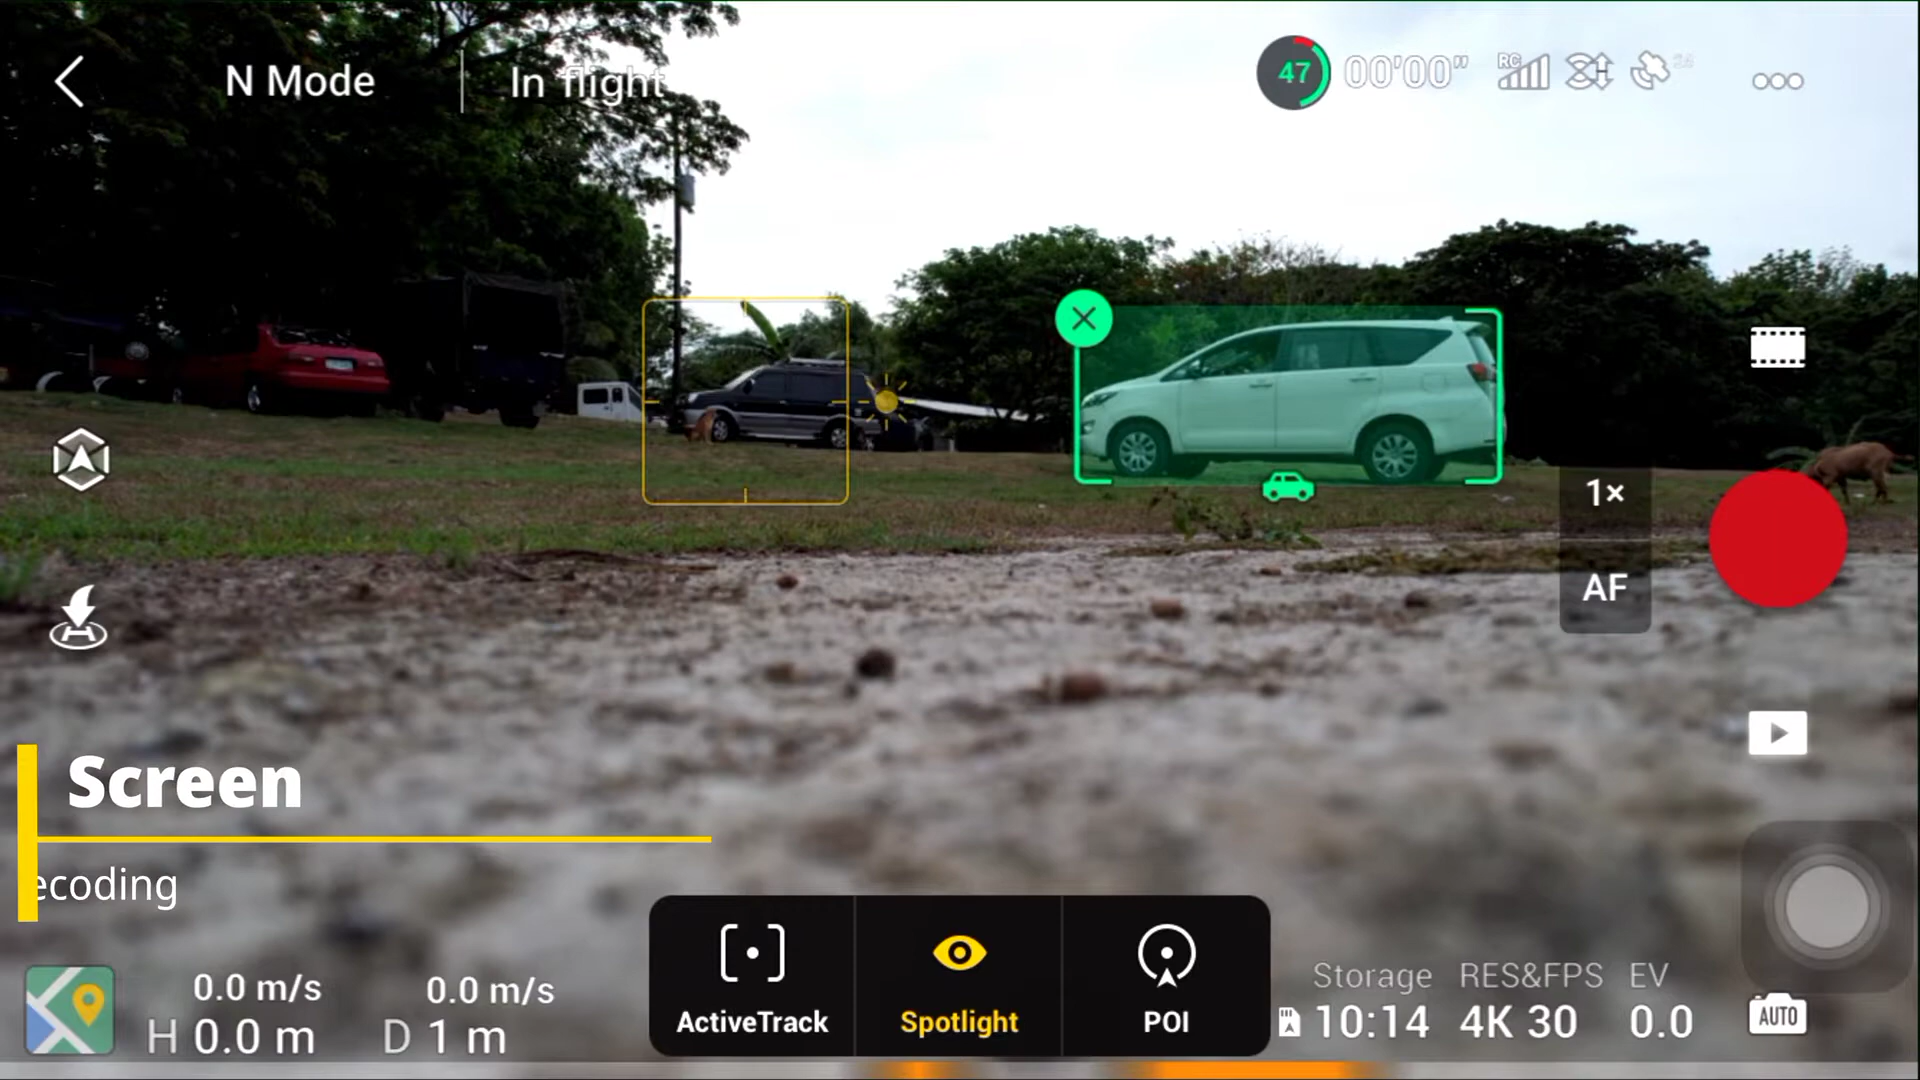 N Mode
In flight
47
00'00"
RC
H
24
1×
AF
Screen
ecoding
0.0 m/s
0.0 m/s
H 0.0 m
D 1 m
ActiveTrack
Spotlight
POI
Storage
RES&FPS
EV
10:14
4K 30
0.0
AUTO